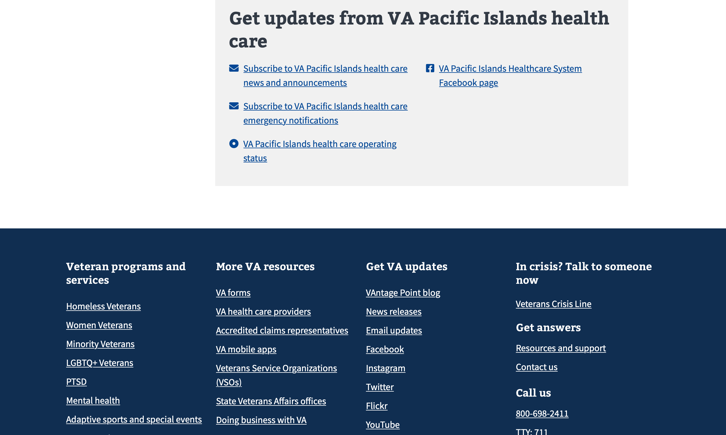 Get updates from VA Pacific Islands health
care
Subscribe to VA Pacific Islands health care
news and announcements
Subscribe to VA Pacific Islands health care
emergency notifications
VA Pacific Islands health care operating
status
VA Pacific Islands Healthcare System
Facebook page
Veteran programs and
services
Homeless Veterans
Women Veterans
Minority Veterans
LGBTQ+ Veterans
PTSD
Mental health
Adaptive sports and special events
More VA resources
VA forms
VA health care providers
Accredited claims representatives
VA mobile apps
Veterans Service Organizations
(VSOs)
State Veterans Affairs offices
Doing business with VA
Get VA updates
VAntage Point blog
News releases
Email updates
Facebook
Instagram
Twitter
Flickr
YouTube
In crisis? Talk to someone
now
Veterans Crisis Line
Get answers
Resources and support
Contact us
Call us
800-698-2411
TTY: 711